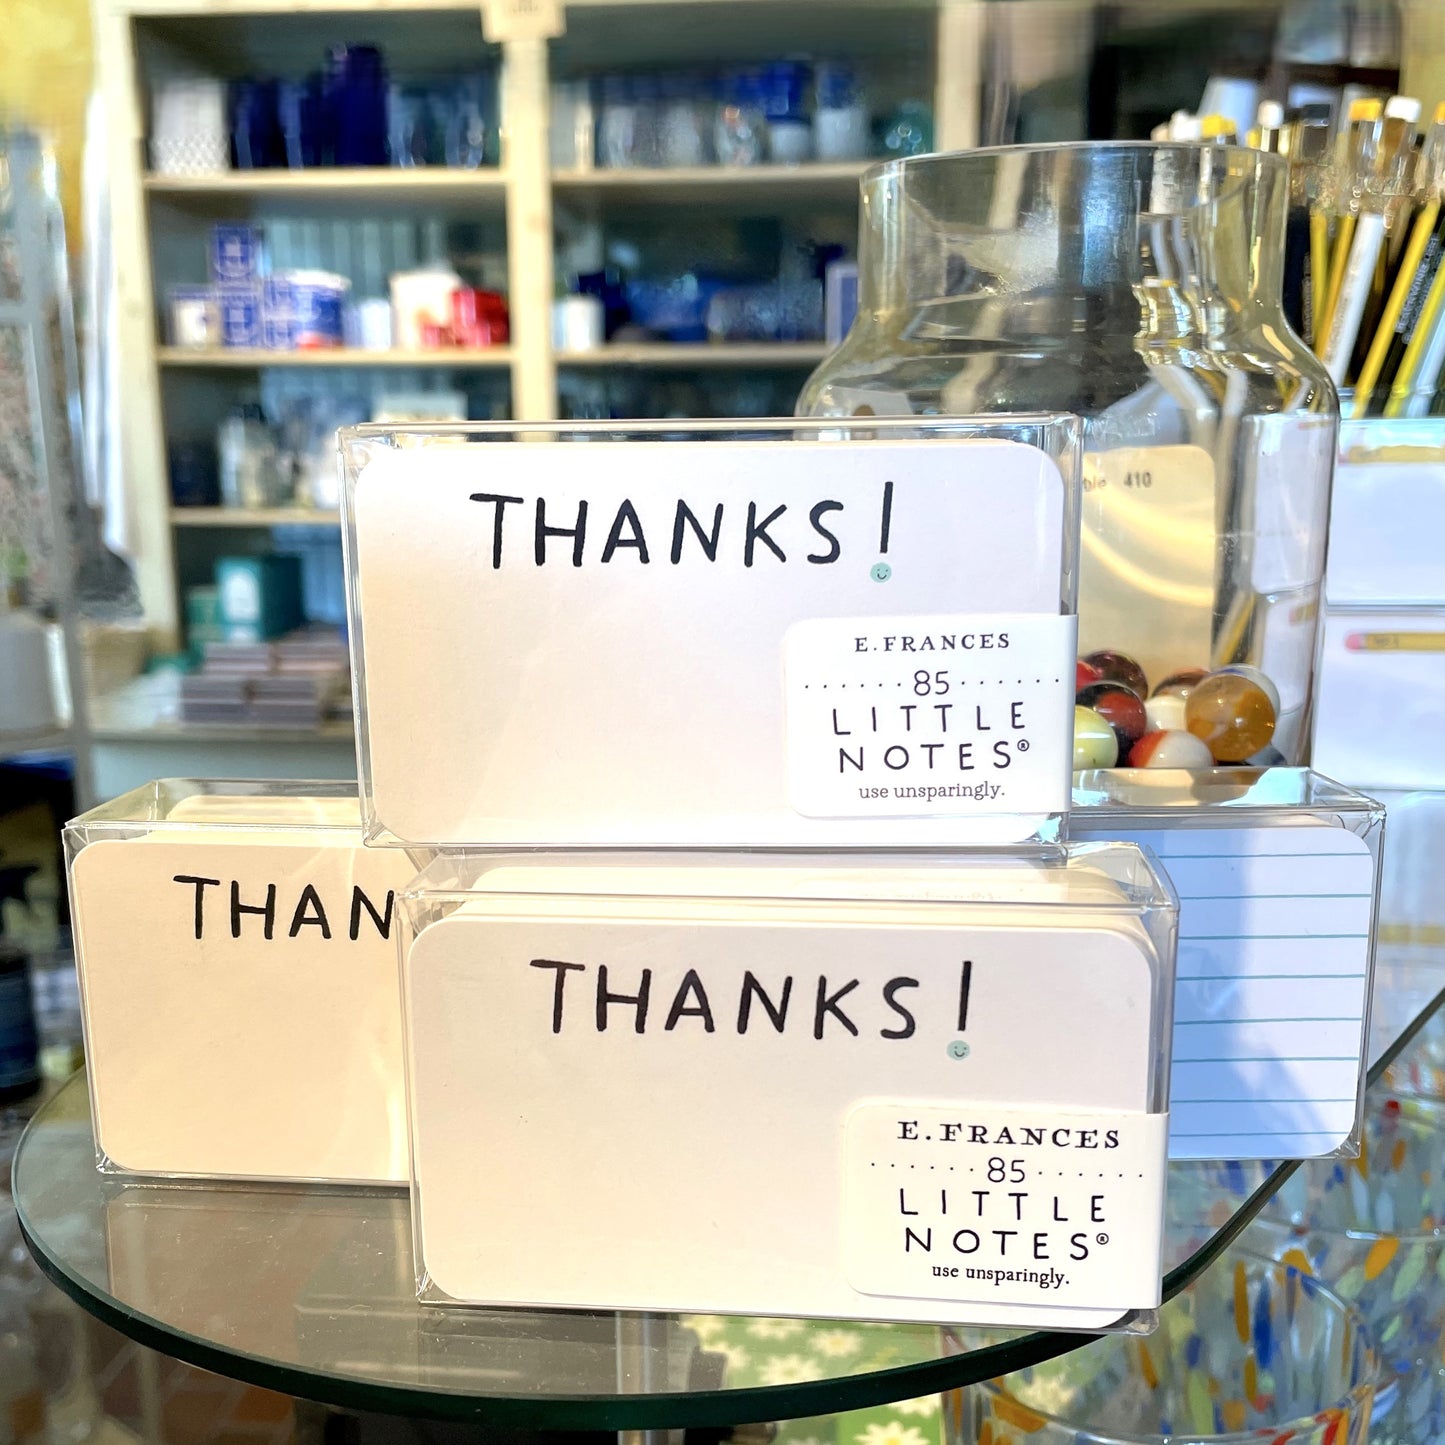 THANKS!
E. FRANCES
85
LITTLE
NOTES®
use unsparingly.
410
THAN
THANKS!
E. FRANCES
85
LITTLE
NOTES®
use unsparingly.